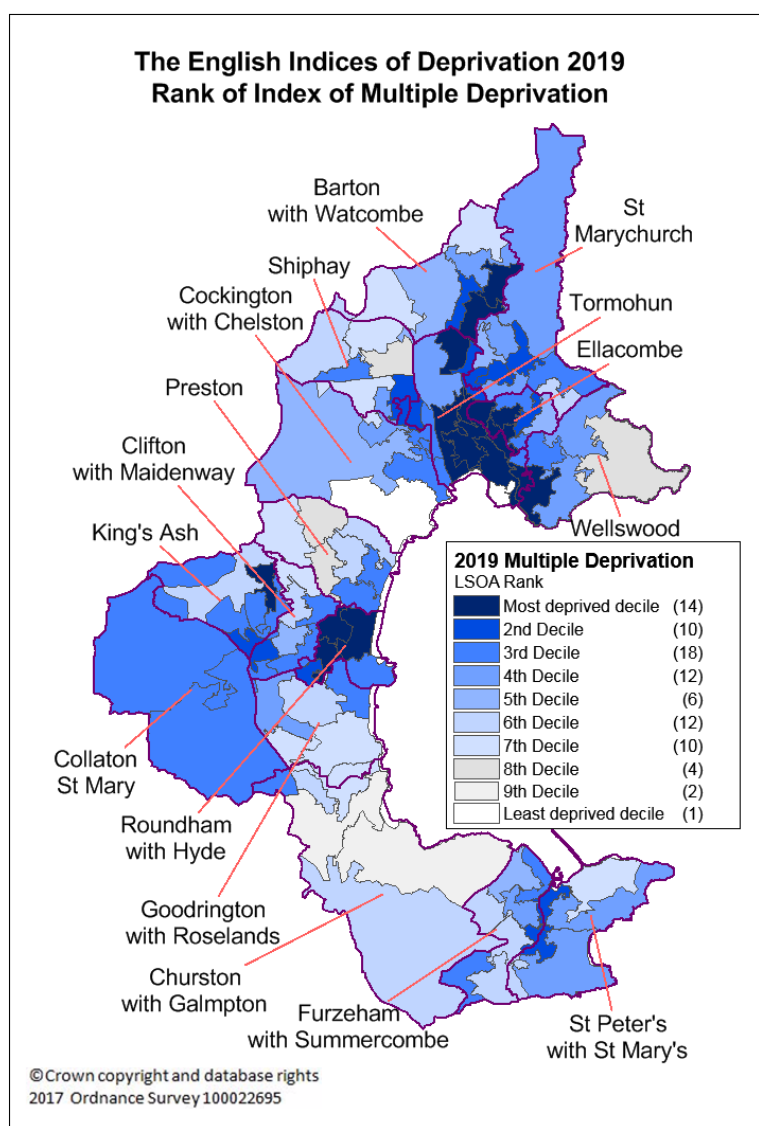 The English Indices of Deprivation 2019
Rank of Index of Multiple Deprivation
Barton
with Watcombe
St
Marychurch
Shiphay
Cockington
with Chelston
Tormohun
Ellacombe
Preston
Clifton
with Maidenway
King's Ash
Wellswood
2019 Multiple Deprivation
LSOA Rank
Most deprived decile (14)
2nd Decile (10)
3rd Decile (18)
4th Decile (12)
5th Decile (6)
6th Decile (12)
7th Decile (10)
8th Decile (4)
9th Decile (2)
Least deprived decile (1)
Collaton
St Mary
Roundham
with Hyde
Goodrington
with Roselands
Churston
with Galmpton
Furzeham
with Summercombe
St Peter's
with St Mary's
©Crown copyright and database rights
2017 Ordnance Survey 100022695